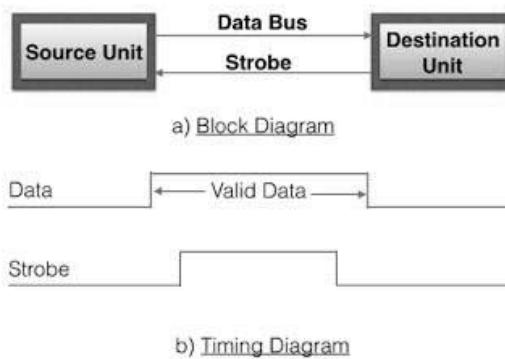 Source Unit
Data Bus
Strobe
Destination
Unit
a) Block Diagram
Data
Valid Data
Strobe
b) Timing Diagram